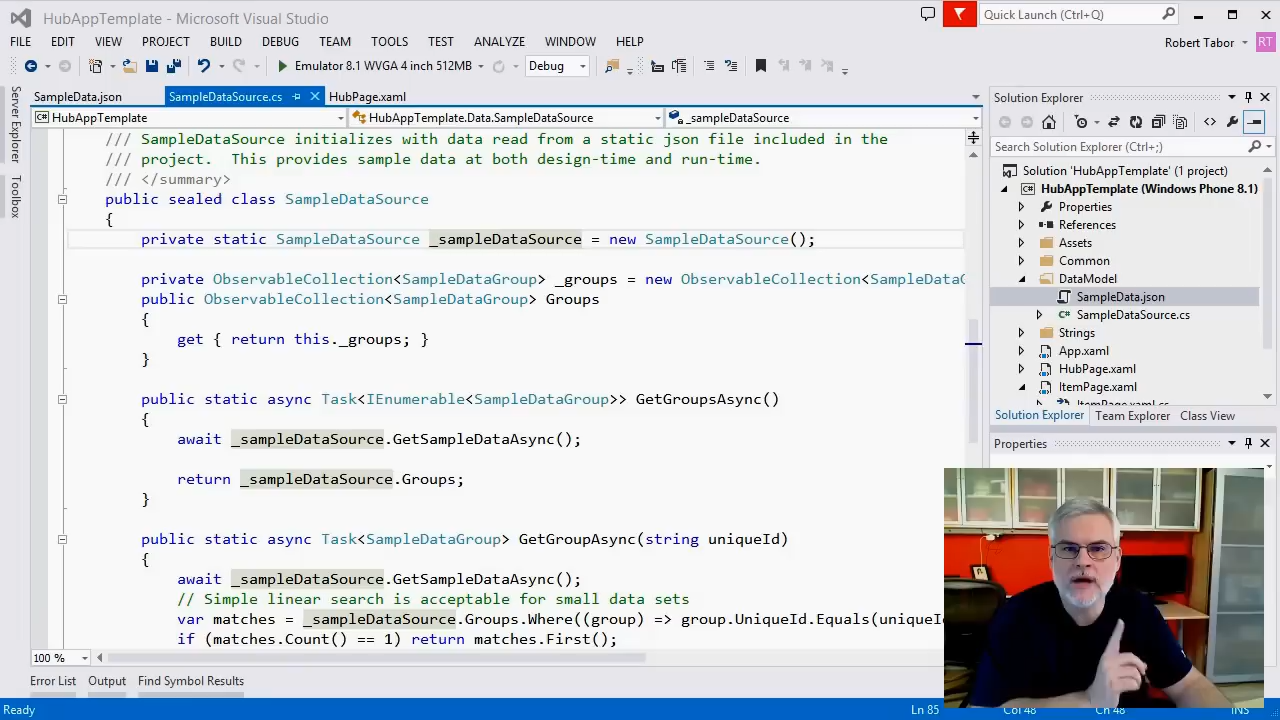 HubAppTemplate - Microsoft Visual Studio
Quick Launch (Ctrl+Q)
FILE EDIT VIEW PROJECT BUILD DEBUG TEAM TOOLS TEST ANALYZE WINDOW HELP
Robert Tabor RT
Emulator 8.1 WVGA 4 inch 512MB Debug
Server Explorer
Toolbox
SampleData.json SampleDataSource.cs HubPage.xaml
HubAppTemplate HubAppTemplate.Data.SampleDataSource _sampleDataSource
/// SampleDataSource initializes with data read from a static json file included in the
/// project.  This provides sample data at both design-time and run-time.
/// </summary>
public sealed class SampleDataSource
{
private static SampleDataSource _sampleDataSource = new SampleDataSource();
private ObservableCollection<SampleDataGroup> _groups = new ObservableCollection<SampleDataG
public ObservableCollection<SampleDataGroup> Groups
{
get { return this._groups; }
}
public static async Task<IEnumerable<SampleDataGroup>> GetGroupsAsync()
{
await _sampleDataSource.GetSampleDataAsync();
return _sampleDataSource.Groups;
}
public static async Task<SampleDataGroup> GetGroupAsync(string uniqueId)
{
await _sampleDataSource.GetSampleDataAsync();
// Simple linear search is acceptable for small data sets
var matches = _sampleDataSource.Groups.Where((group) => group.UniqueId.Equals(uniqueI
if (matches.Count() == 1) return matches.First();
100 %
Error List Output Find Symbol Results
Ready Ln 85 Col 48 Ch 48 INS
Solution Explorer
Search Solution Explorer (Ctrl+;)
Solution 'HubAppTemplate' (1 project)
HubAppTemplate (Windows Phone 8.1)
Properties
References
Assets
Common
DataModel
SampleData.json
SampleDataSource.cs
Strings
App.xaml
HubPage.xaml
ItemPage.xaml
ItemPage.xaml.cs
Solution Explorer Team Explorer Class View
Properties